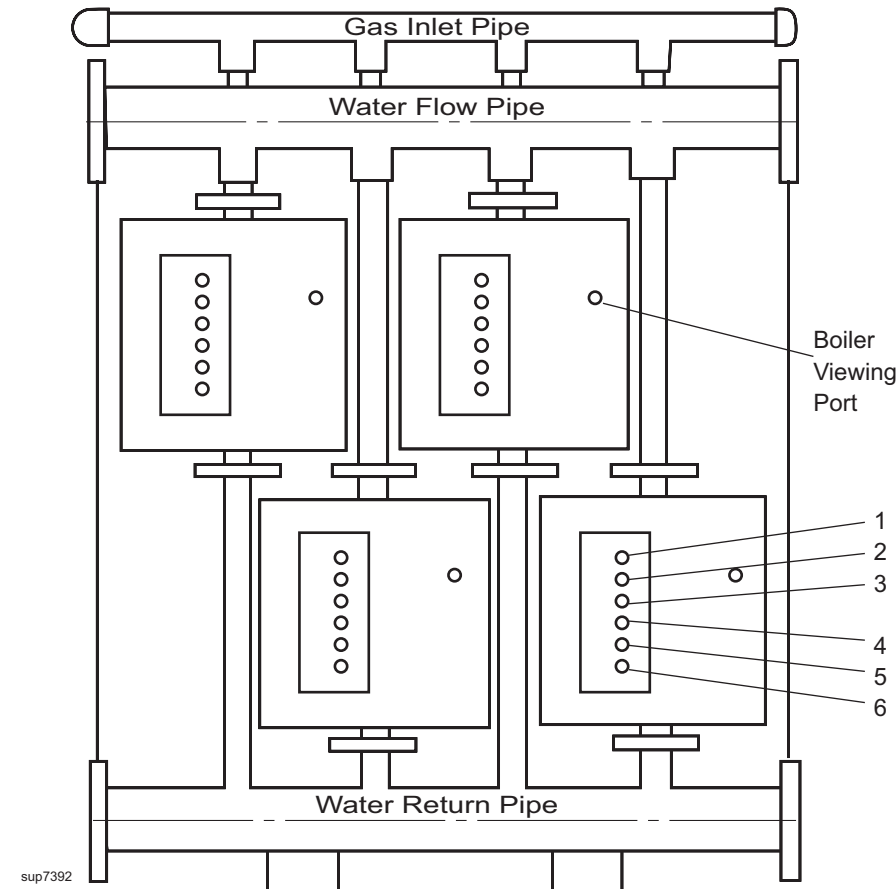 Gas Inlet Pipe
Water Flow Pipe
Boiler
Viewing
Port
1
2
3
4
5
6
Water Return Pipe
sup7392